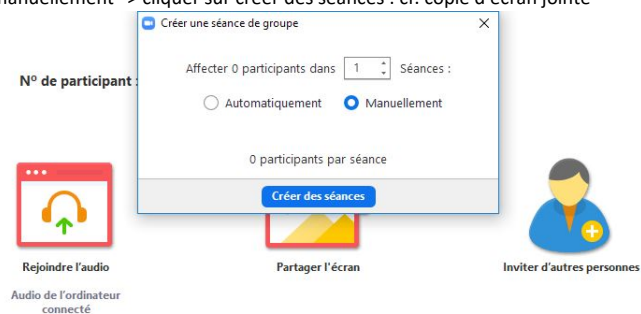 manuellement -> cliquer sur créer des séances : cf. copie d'écran jointe
Créer une séance de groupe
Affecter 0 participants dans 1 Séances :
Automatiquement Manuellement
0 participants par séance
Créer des séances
N° de participant :
Rejoindre l'audio
Partager l'écran
Inviter d'autres personnes
Audio de l'ordinateur
connecté